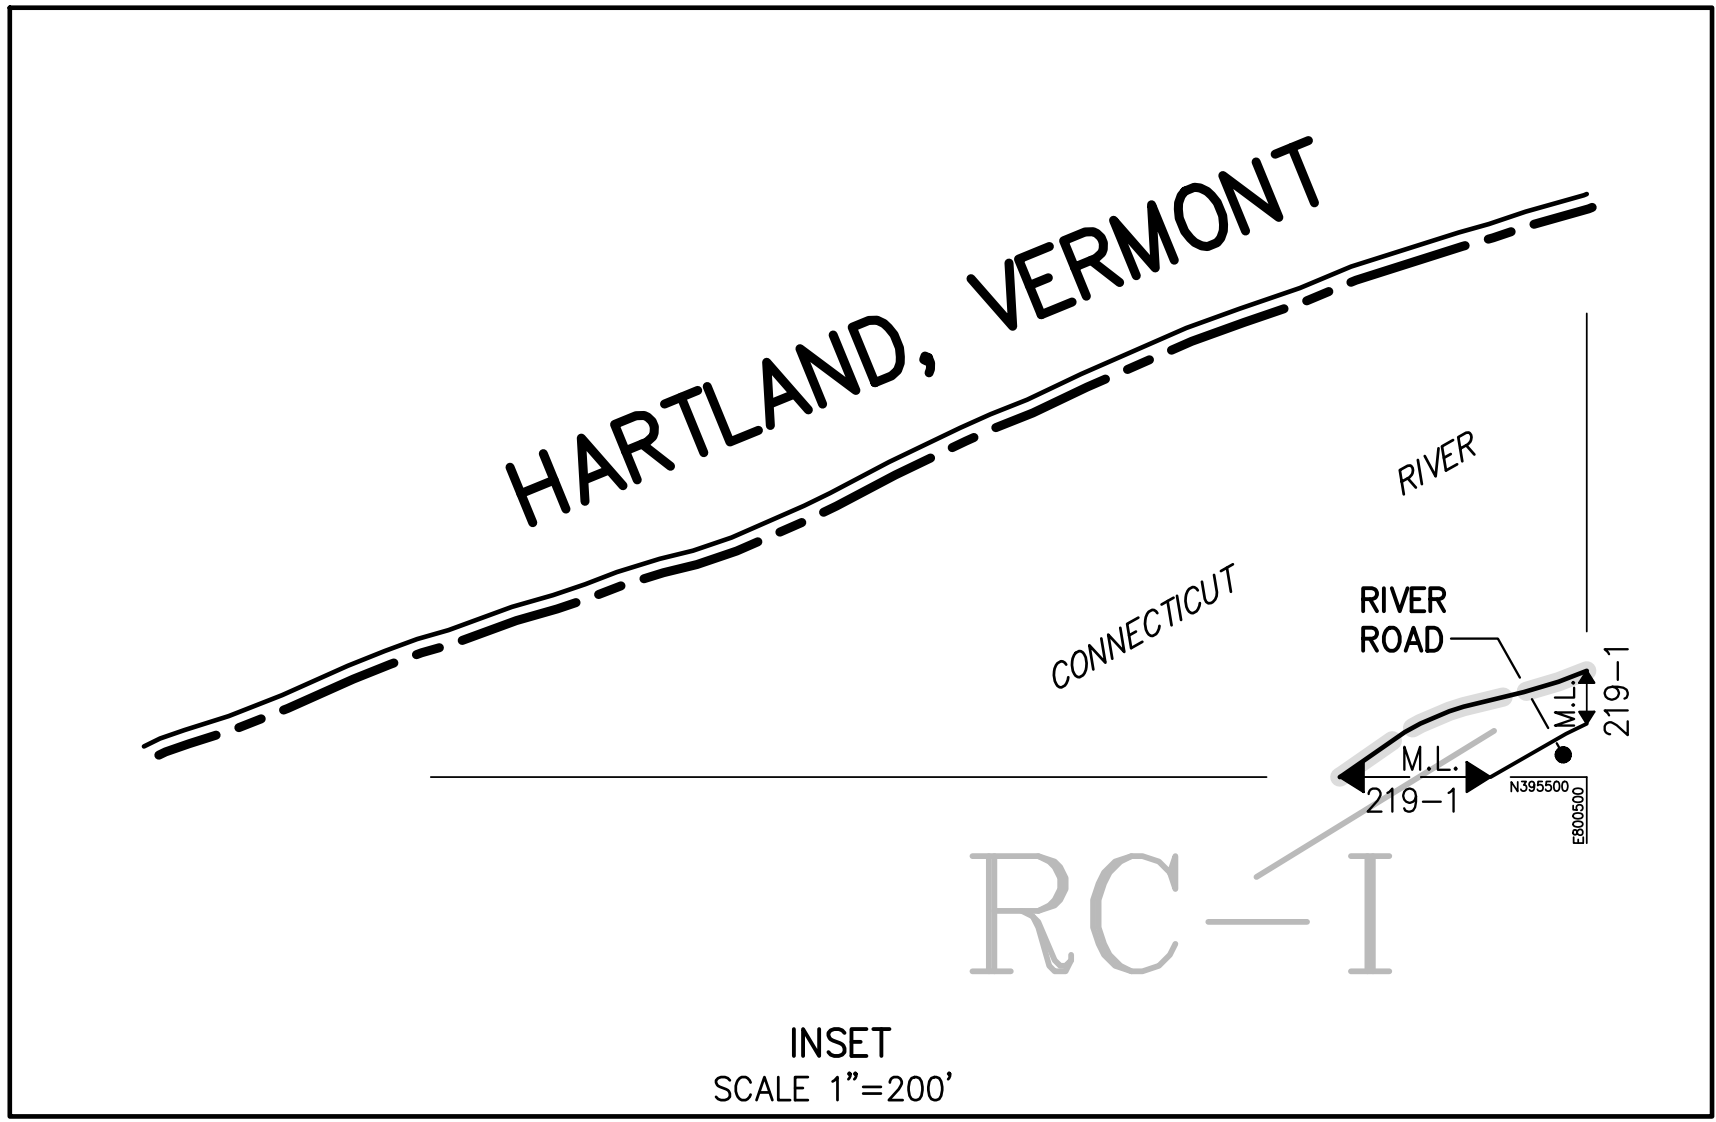 HARTLAND, VERMONT
RIVER
CONNECTICUT
RIVER
ROAD
M.L.
219-1
M.L.
219-1
N395500
E800500
RC-I
INSET
SCALE 1"=200'